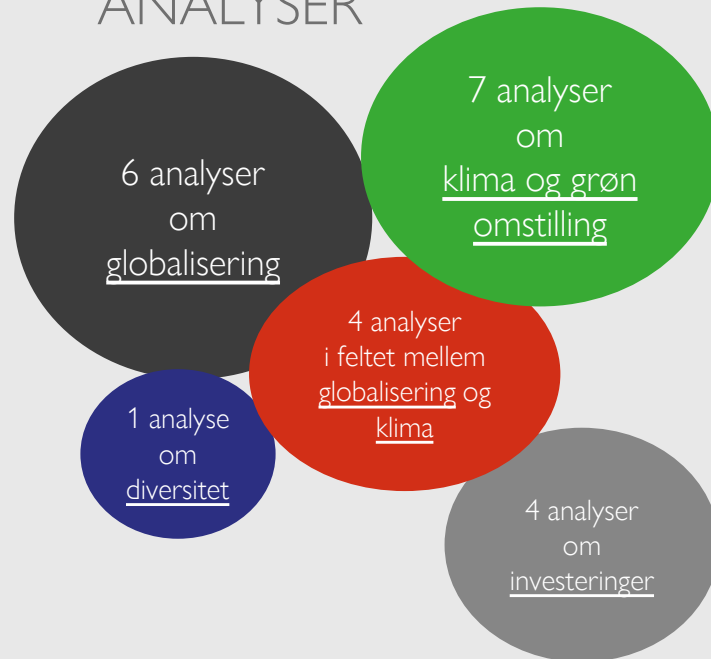 ANALYSER
7 analyser
om
klima og grøn
omstilling
6 analyser
om
globalisering
4 analyser
i feltet mellem
globalisering og
klima
1 analyse
om
diversitet
4 analyser
om
investeringer